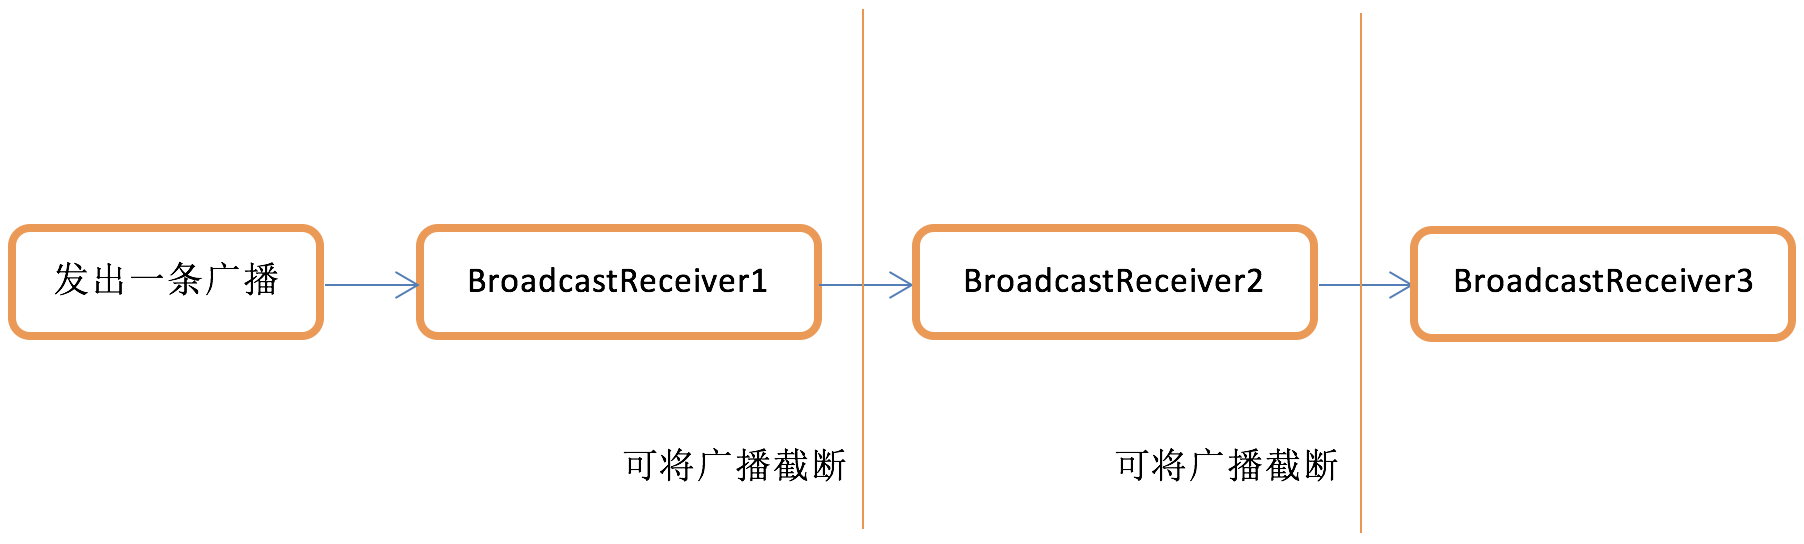 发出一条广播
BroadcastReceiver1
BroadcastReceiver2
BroadcastReceiver3
可将广播截断
可将广播截断